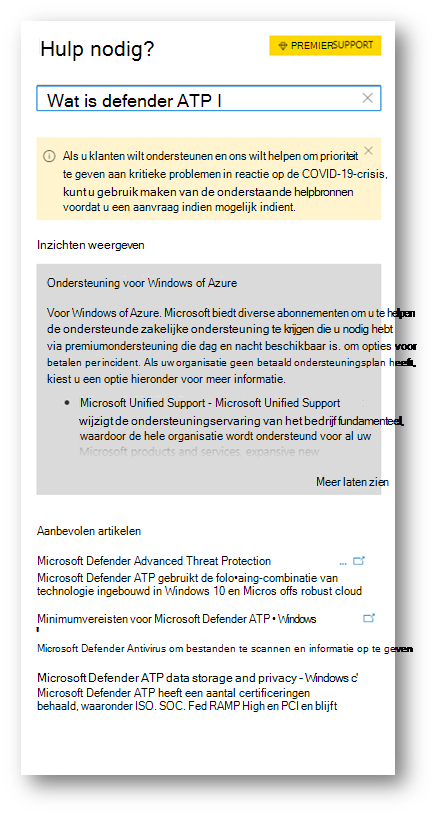 Hulp nodig?
PREMIER SUPPORT
Wat is defender ATP I
Als u klanten wilt ondersteunen en ons wilt helpen om prioriteit
te geven aan kritieke problemen in reactie op de COVID-19-crisis,
kunt u gebruik maken van de onderstaande helpbronnen
voordat u een aanvraag indien mogelijk indient.
Inzichten weergeven
Ondersteuning voor Windows of Azure
Voor Windows of Azure. Microsoft biedt diverse abonnementen om u te helpen
de ondersteunde zakelijke ondersteuning te krijgen die u nodig hebt
via premiumondersteuning die dag en nacht beschikbaar is. om opties voor
betalen per incident. Als uw organisatie geen betaald ondersteuningsplan heeft,
kiest u een optie hieronder voor meer informatie.
• Microsoft Unified Support - Microsoft Unified Support
wijzigt de ondersteuningservaring van het bedrijf fundamenteel,
waardoor de hele organisatie wordt ondersteund voor al uw
Microsoft products and services, expansive new
Meer laten zien
Aanbevolen artikelen
Microsoft Defender Advanced Threat Protection ...
Microsoft Defender ATP gebruikt de folo•aing-combinatie van
technologie ingebouwd in Windows 10 en Micros offs robust cloud
Minimumvereisten voor Microsoft Defender ATP • Windows
'
Microsoft Defender Antivirus om bestanden te scannen en informatie op te geven
Microsoft Defender ATP data storage and privacy - Windows c'
Microsoft Defender ATP heeft een aantal certificeringen
behaald, waaronder ISO. SOC. Fed RAMP High en PCI en blijft